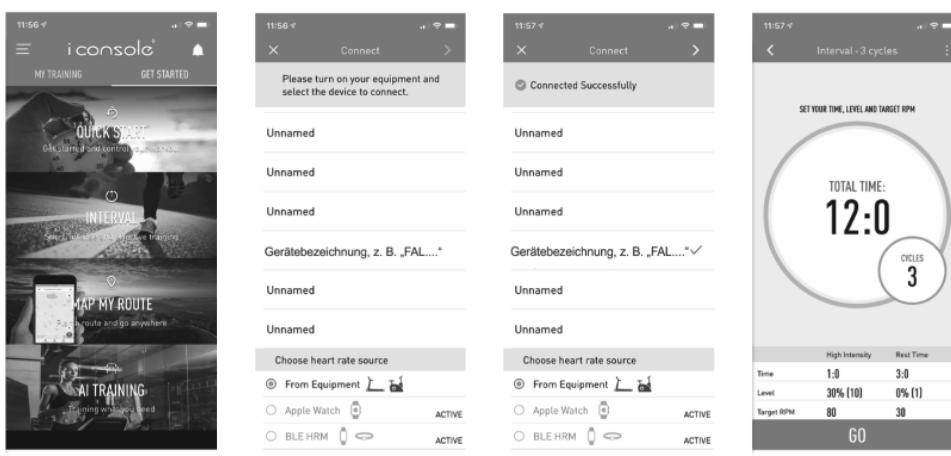 11:56
iconsole+
MY TRAINING
GET STARTED
QUICK START
Get started and control
INTERVAL
training
MAP MY ROUTE
route and go anywhere
AI TRAINING
Training what you need
11:56
Connect
Please turn on your equipment and
select the device to connect.
Unnamed
Unnamed
Unnamed
Gerätebezeichnung, z. B. „FAL....“
Unnamed
Unnamed
Choose heart rate source
From Equipment
Apple Watch ACTIVE
BLE HRM ACTIVE
11:57
Connect
Connected Successfully
Unnamed
Unnamed
Unnamed
Gerätebezeichnung, z. B. „FAL....“
Unnamed
Unnamed
Choose heart rate source
From Equipment
Apple Watch ACTIVE
BLE HRM ACTIVE
11:57
Interval - 3 cycles
SET YOUR TIME, LEVEL AND TARGET RPM
TOTAL TIME:
12:0
CYCLES
3
High Intensity Rest Time
Time 1:0 3:0
Level 30% (10) 0% (1)
Target RPM 80 30
GO